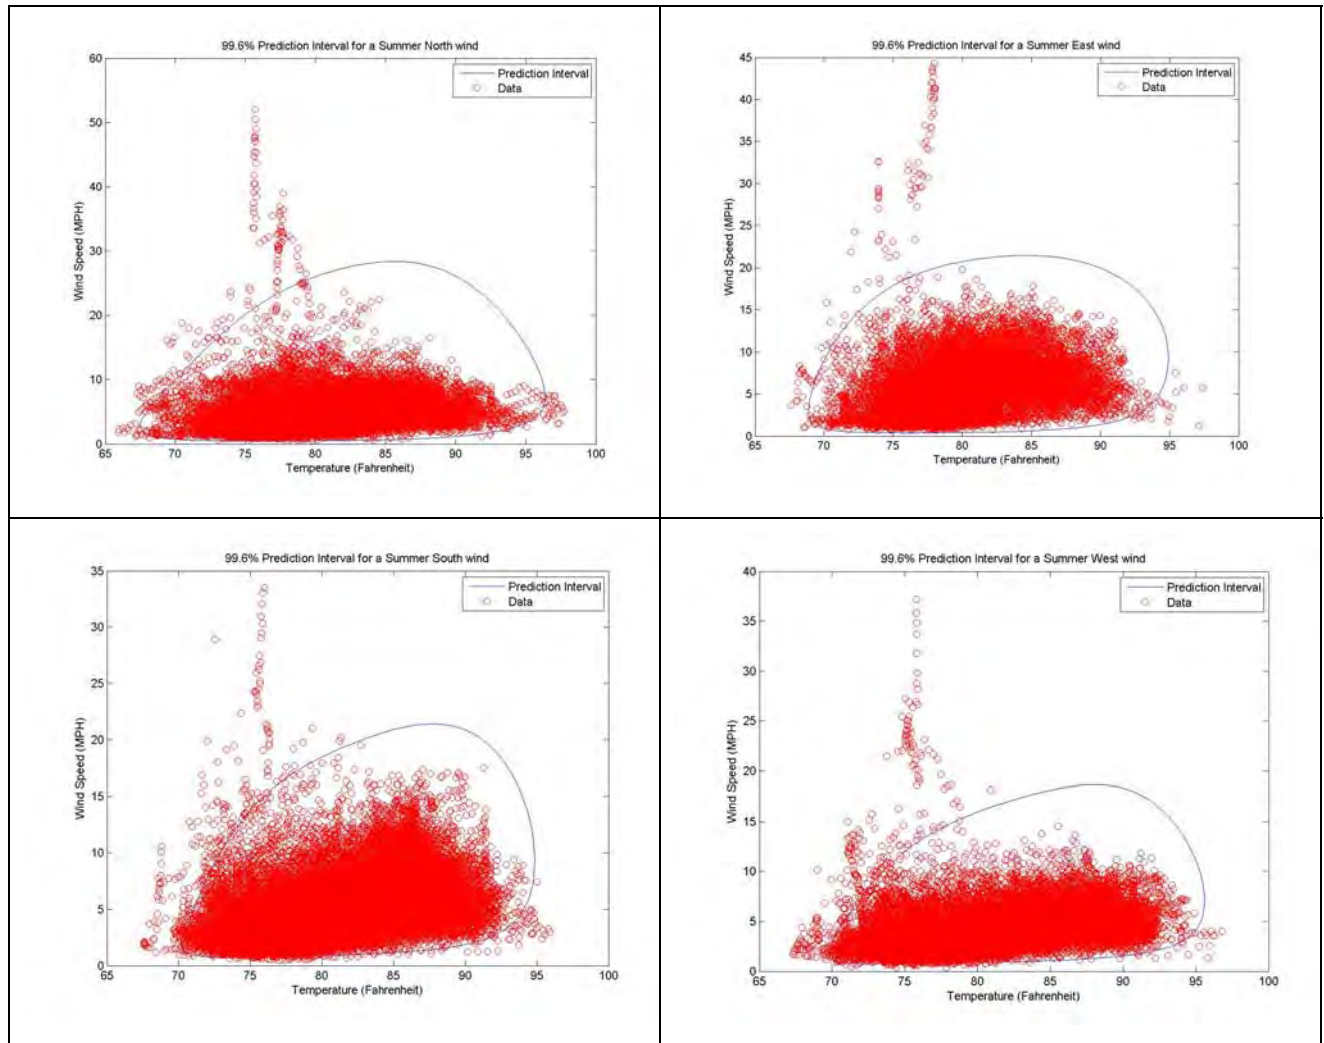 99.6% Prediction Interval for a Summer North wind
60
50
40
30
20
10
0
Wind Speed (MPH)
Prediction Interval
Data
65 70 75 80 85 90 95 100
Temperature (Fahrenheit)
99.6% Prediction Interval for a Summer East wind
45
40
35
30
25
20
15
10
5
0
Wind Speed (MPH)
Prediction Interval
Data
65 70 75 80 85 90 95 100
Temperature (Fahrenheit)
99.6% Prediction Interval for a Summer South wind
35
30
25
20
15
10
5
0
Wind Speed (MPH)
Prediction Interval
Data
65 70 75 80 85 90 95 100
Temperature (Fahrenheit)
99.6% Prediction Interval for a Summer West wind
40
35
30
25
20
15
10
5
0
Wind Speed (MPH)
Prediction Interval
Data
65 70 75 80 85 90 95 100
Temperature (Fahrenheit)